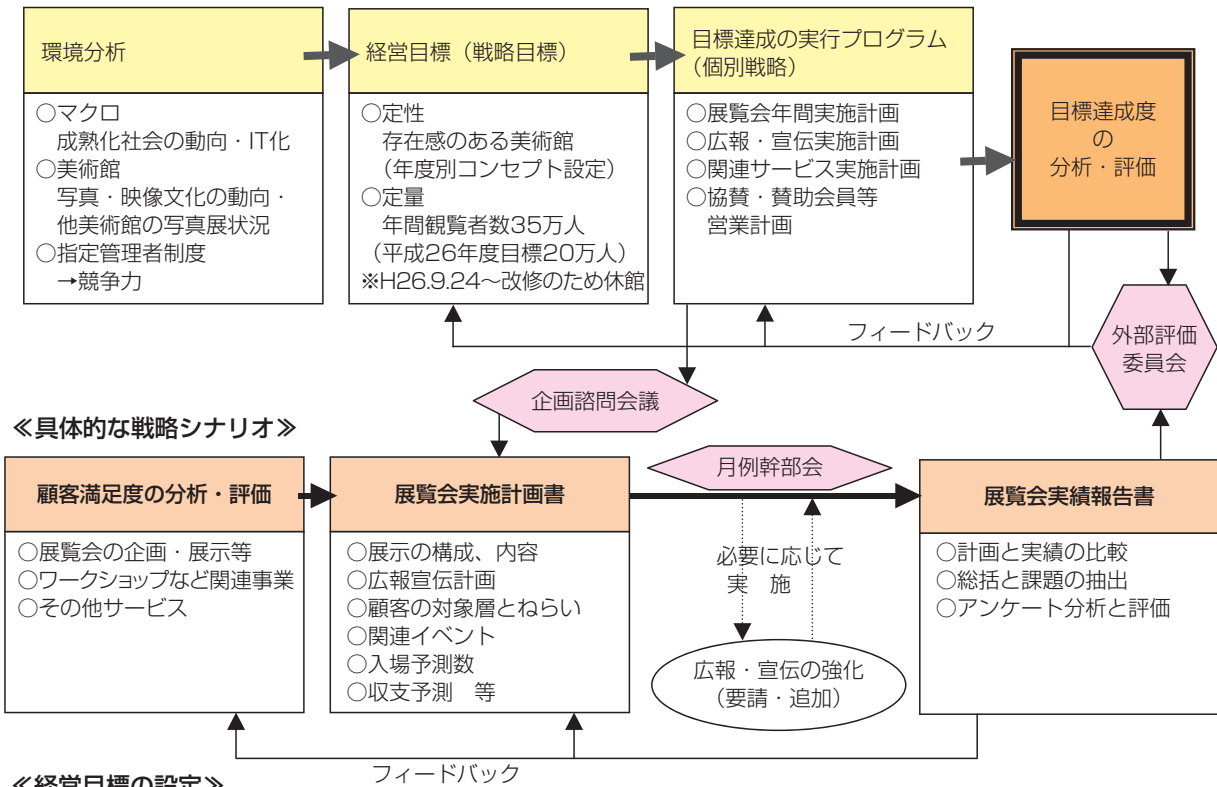 環境分析
○マクロ
成熟化社会の動向・IT化
○美術館
写真・映像文化の動向・
他美術館の写真展状況
○指定管理者制度
→競争力
経営目標（戦略目標）
○定性
存在感のある美術館
（年度別コンセプト設定）
○定量
年間観覧者数35万人
（平成26年度目標20万人）
※H26.9.24～改修のため休館
目標達成の実行プログラム
（個別戦略）
○展覧会年間実施計画
○広報・宣伝実施計画
○関連サービス実施計画
○協賛・賛助会員等
営業計画
目標達成度
の
分析・評価
フィードバック
外部評価
委員会
企画諮問会議
≪具体的な戦略シナリオ≫
顧客満足度の分析・評価
○展覧会の企画・展示等
○ワークショップなど関連事業
○その他サービス
展覧会実施計画書
○展示の構成、内容
○広報宣伝計画
○顧客の対象層とねらい
○関連イベント
○入場予測数
○収支予測　等
月例幹部会
必要に応じて
実　施
広報・宣伝の強化
（要請・追加）
展覧会実績報告書
○計画と実績の比較
○総括と課題の抽出
○アンケート分析と評価
フィードバック
≪経営目標の設定≫